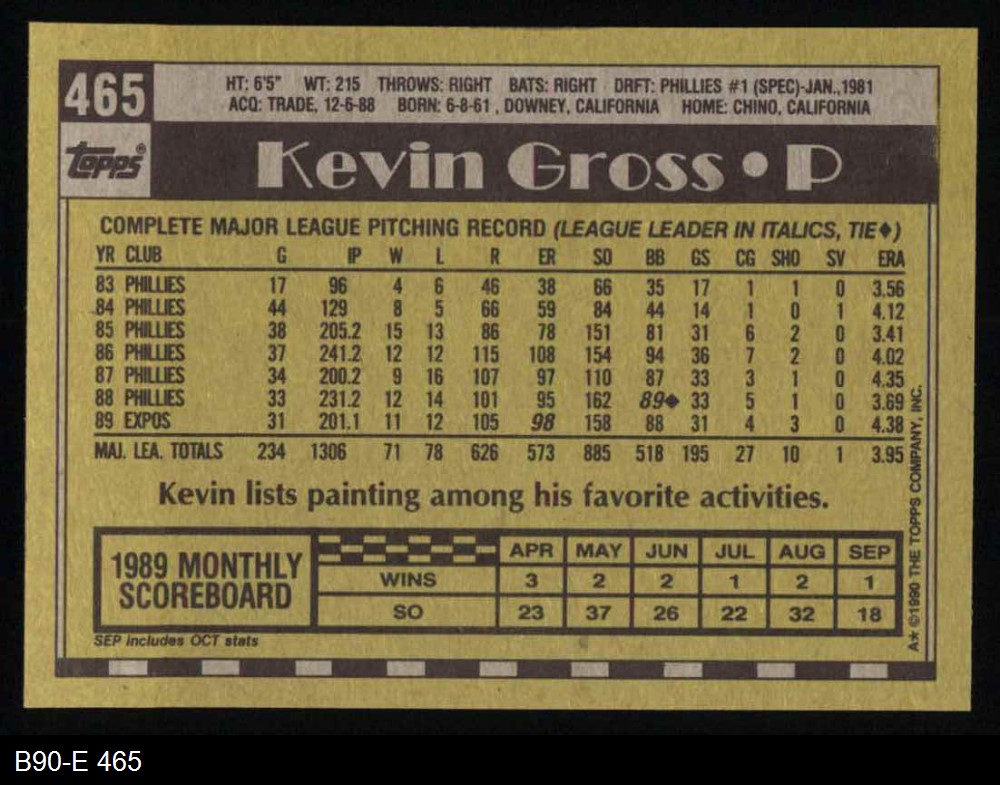 465
HT: 6'5" WT: 215 THROWS: RIGHT BATS: RIGHT DRFT: PHILLIES #1 (SPEC)-JAN.,1981
ACQ: TRADE, 12-6-88 BORN: 6-8-61 , DOWNEY, CALIFORNIA HOME: CHINO, CALIFORNIA
topps®
Kevin Gross • P
COMPLETE MAJOR LEAGUE PITCHING RECORD (LEAGUE LEADER IN ITALICS, TIE♦)
YR CLUB G IP W L R ER SO BB GS CG SHO SV ERA
83 PHILLIES 17 96 4 6 46 38 66 35 17 1 1 0 3.56
84 PHILLIES 44 129 8 5 66 59 84 44 14 1 0 1 4.12
85 PHILLIES 38 205.2 15 13 86 78 151 81 31 6 2 0 3.41
86 PHILLIES 37 241.2 12 12 115 108 154 94 36 7 2 0 4.02
87 PHILLIES 34 200.2 9 16 107 97 110 87 33 3 1 0 4.35
88 PHILLIES 33 231.2 12 14 101 95 162 89♦ 33 5 1 0 3.69
89 EXPOS 31 201.1 11 12 105 98 158 88 31 4 3 0 4.38
MAJ. LEA. TOTALS 234 1306 71 78 626 573 885 518 195 27 10 1 3.95
Kevin lists painting among his favorite activities.
1989 MONTHLY
SCOREBOARD
APR MAY JUN JUL AUG SEP
WINS 3 2 2 1 2 1
SO 23 37 26 22 32 18
SEP includes OCT stats
A* ©1990 THE TOPPS COMPANY, INC.
B90-E 465